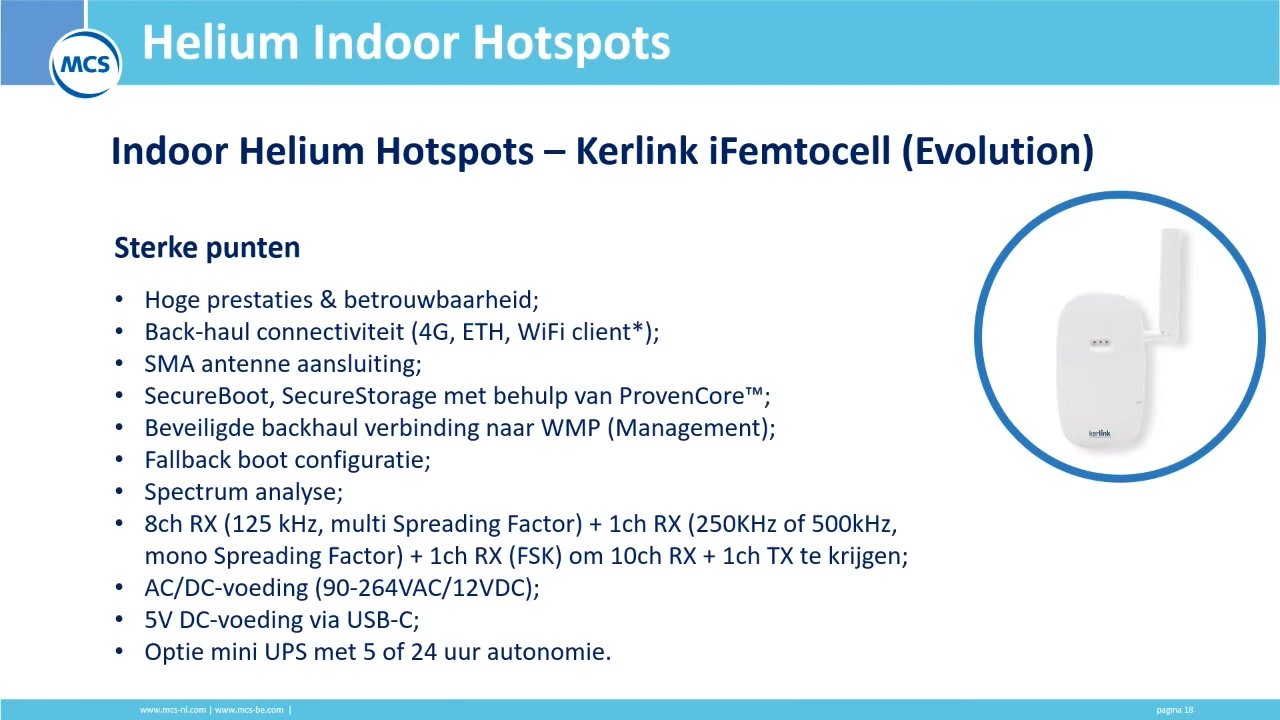 MCS
Helium Indoor Hotspots
Indoor Helium Hotspots – Kerlink iFemtocell (Evolution)
Sterke punten
• Hoge prestaties & betrouwbaarheid;
• Back-haul connectiviteit (4G, ETH, WiFi client*);
• SMA antenne aansluiting;
• SecureBoot, SecureStorage met behulp van ProvenCore™;
• Beveiligde backhaul verbinding naar WMP (Management);
• Fallback boot configuratie;
• Spectrum analyse;
• 8ch RX (125 kHz, multi Spreading Factor) + 1ch RX (250KHz of 500kHz,
mono Spreading Factor) + 1ch RX (FSK) om 10ch RX + 1ch TX te krijgen;
• AC/DC-voeding (90-264VAC/12VDC);
• 5V DC-voeding via USB-C;
• Optie mini UPS met 5 of 24 uur autonomie.
kerlink
www.mcs-nl.com | www.mcs-be.com |
pagina 18